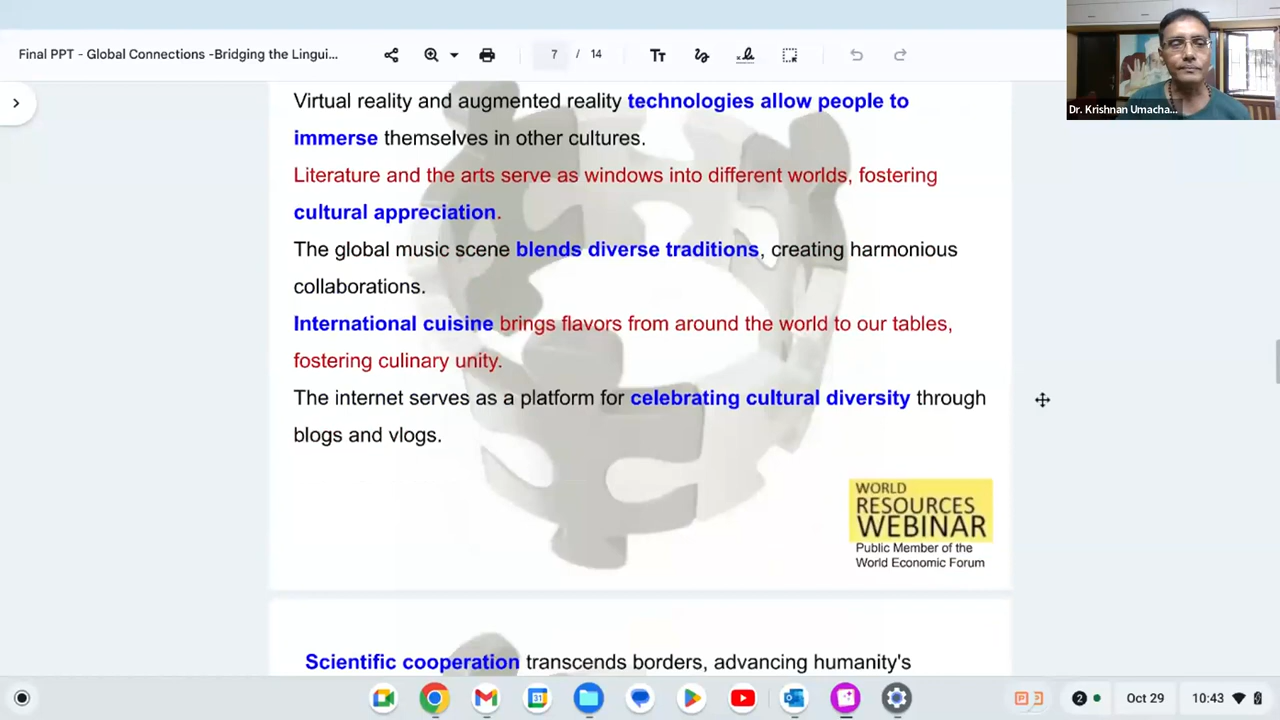 Final PPT - Global Connections -Bridging the Lingui...
7 / 14
Dr. Krishnan Umacha...
Virtual reality and augmented reality technologies allow people to
immerse themselves in other cultures.
Literature and the arts serve as windows into different worlds, fostering
cultural appreciation.
The global music scene blends diverse traditions, creating harmonious
collaborations.
International cuisine brings flavors from around the world to our tables,
fostering culinary unity.
The internet serves as a platform for celebrating cultural diversity through
blogs and vlogs.
WORLD
RESOURCES
WEBINAR
Public Member of the
World Economic Forum
Scientific cooperation transcends borders, advancing humanity's
31
2
Oct 29
10:43